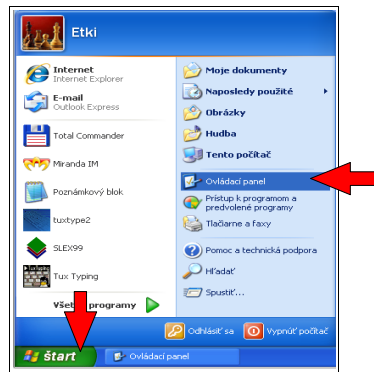 Etki
Internet
Internet Explorer
E-mail
Outlook Express
Total Commander
Miranda IM
Poznámkový blok
tuxtype2
SLEX99
Tux Typing
programy
Moje dokumenty
Naposledy použité
Obrázky
Hudba
Tento počítač
Ovládací panel
Prístup k programom a
predvolené programy
Tlačiarne a faxy
Pomoc a technická podpora
Hľadať
Spustiť...
Odhlásiť sa
Vypnúť počítač
štart
Ovládací panel